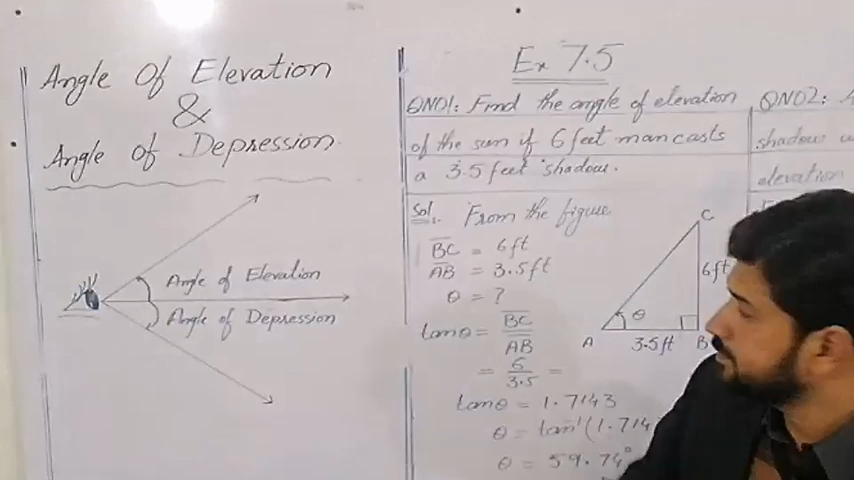 Angle Of Elevation
&
Angle of Depression
Angle of Elevation
Angle of Depression
Ex 7.5
QNO1: Find the angle of elevation
of the sun if 6 feet man casts
a 3.5 feet shadow.
Sol. From the figure
BC = 6ft
AB = 3.5ft
θ = ?
tanθ = BC
AB
= 6
3.5 =
tanθ = 1.7143
θ = tan⁻¹(1.714
θ = 59.74°
C
6ft
θ
A 3.5ft B
QNO2: A
shadow
elevation